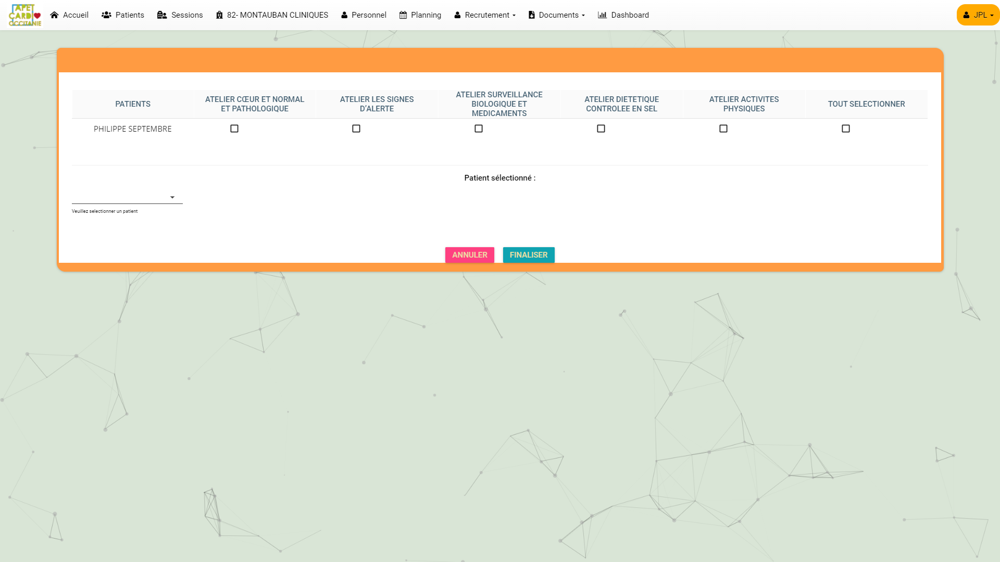 APET
CARDI
OCCITANIE
Accueil
Patients
Sessions
82- MONTAUBAN CLINIQUES
Personnel
Planning
Recrutement
Documents
Dashboard
JPL
PATIENTS
ATELIER CŒUR ET NORMAL
ET PATHOLOGIQUE
ATELIER LES SIGNES
D’ALERTE
ATELIER SURVEILLANCE
BIOLOGIQUE ET
MEDICAMENTS
ATELIER DIETETIQUE
CONTROLEE EN SEL
ATELIER ACTIVITES
PHYSIQUES
TOUT SELECTIONNER
PHILIPPE SEPTEMBRE
Patient sélectionné :
Veuillez selectionner un patient
ANNULER
FINALISER